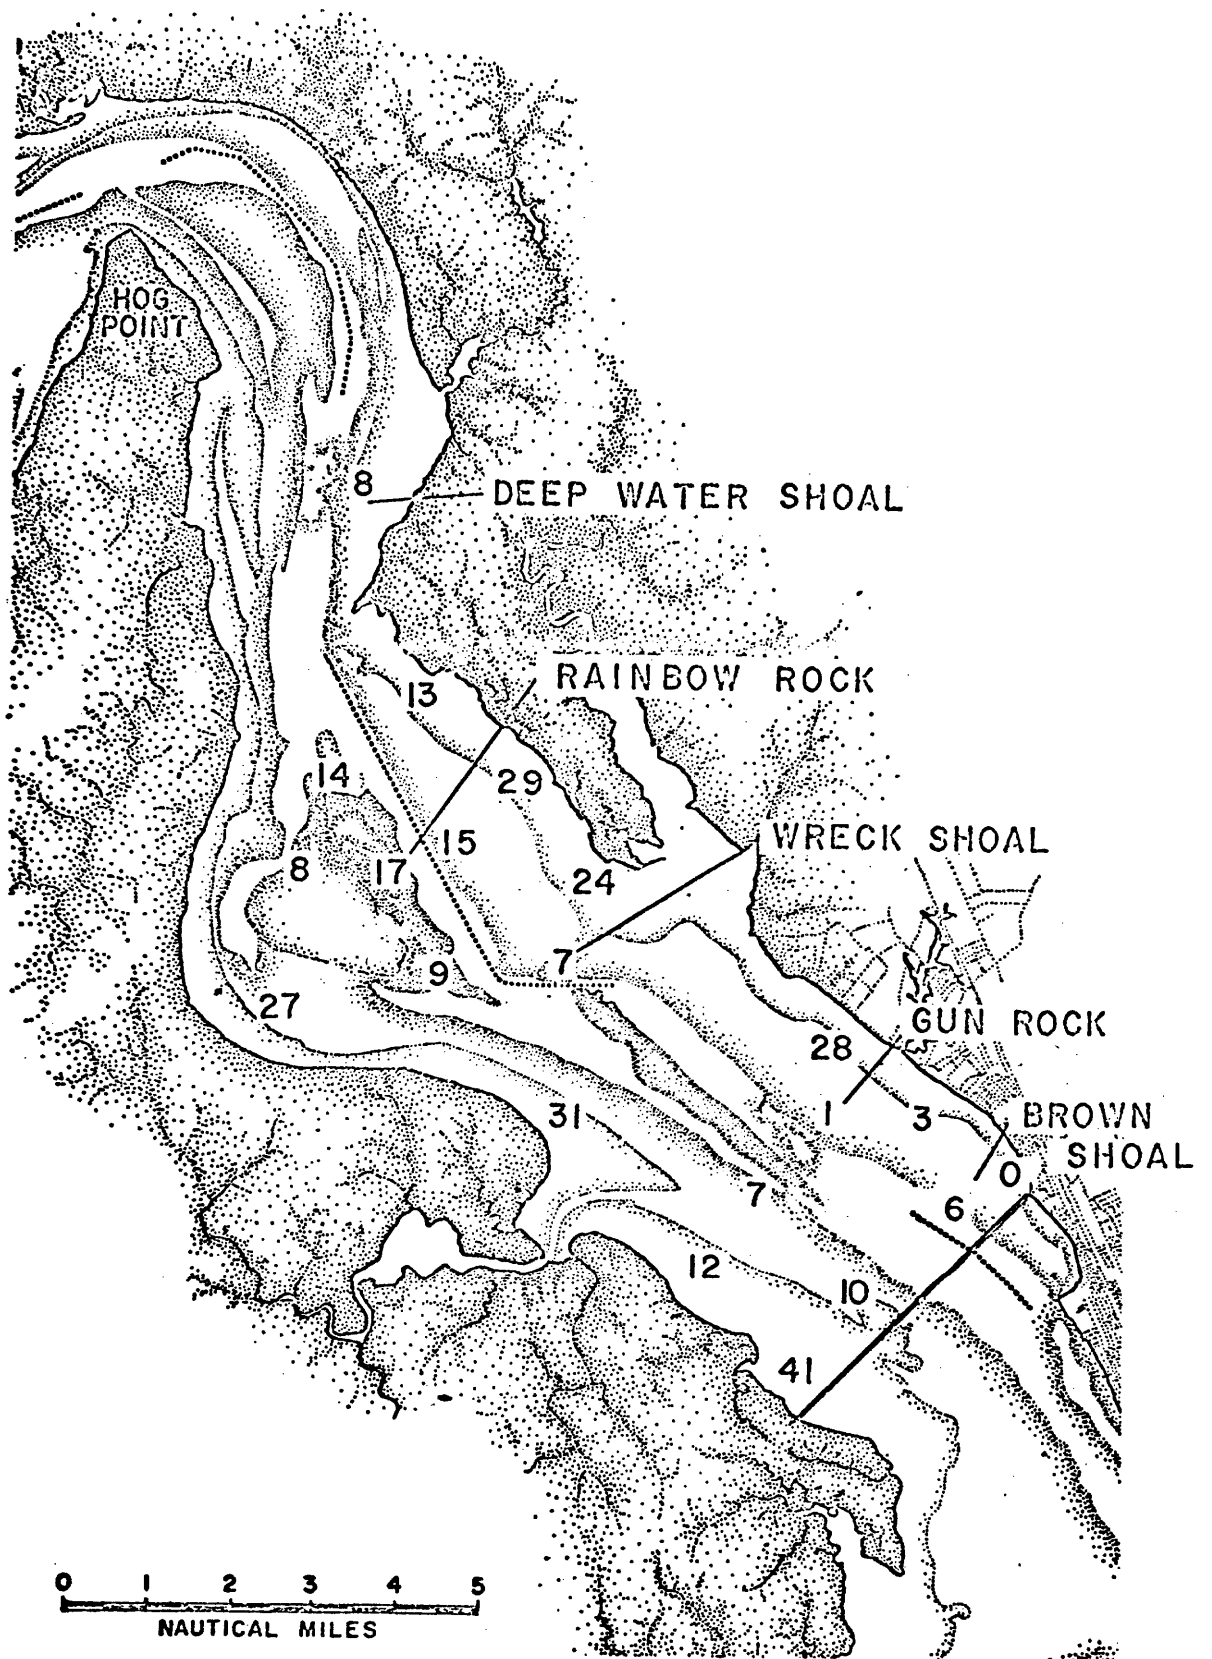 HOG
POINT
8
DEEP WATER SHOAL
RAINBOW ROCK
13
14
29
15
WRECK SHOAL
8
17
24
7
9
27
GUN ROCK
28
31
1
3
BROWN
SHOAL
0
7
6
12
10
41
0 1 2 3 4 5
NAUTICAL MILES